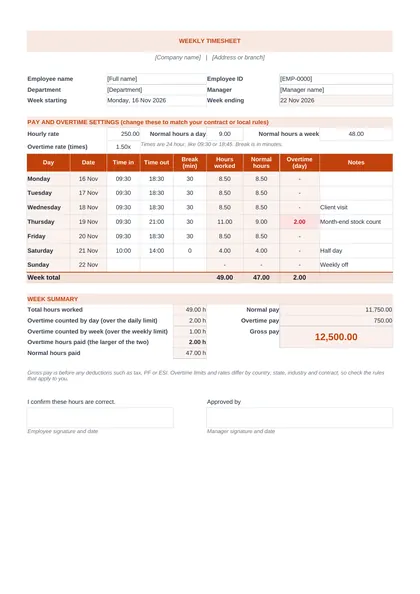 WEEKLY TIMESHEET
[Company name] | [Address or branch]
Employee name [Full name] Employee ID [EMP-0000]
Department [Department] Manager [Manager name]
Week starting Monday, 16 Nov 2026 Week ending 22 Nov 2026
PAY AND OVERTIME SETTINGS (change these to match your contract or local rules)
Hourly rate 250.00 Normal hours a day 9.00 Normal hours a week 48.00
Overtime rate (times) 1.50x Times are 24 hour, like 09:30 or 18:45. Break is in minutes.
Day Date Time in Time out Break (min) Hours worked Normal hours Overtime (day) Notes
Monday 16 Nov 09:30 18:30 30 8.50 8.50 -
Tuesday 17 Nov 09:30 18:30 30 8.50 8.50 -
Wednesday 18 Nov 09:30 18:30 30 8.50 8.50 - Client visit
Thursday 19 Nov 09:30 21:00 30 11.00 9.00 2.00 Month-end stock count
Friday 20 Nov 09:30 18:30 30 8.50 8.50 -
Saturday 21 Nov 10:00 14:00 0 4.00 4.00 - Half day
Sunday 22 Nov - - - Weekly off
Week total 49.00 47.00 2.00
WEEK SUMMARY
Total hours worked 49.00 h Normal pay 11,750.00
Overtime counted by day (over the daily limit) 2.00 h Overtime pay 750.00
Overtime counted by week (over the weekly limit) 1.00 h Gross pay 12,500.00
Overtime hours paid (the larger of the two) 2.00 h
Normal hours paid 47.00 h
Gross pay is before any deductions such as tax, PF or ESI. Overtime limits and rates differ by country, state, industry and contract, so check the rules
that apply to you.
I confirm these hours are correct. Approved by
Employee signature and date Manager signature and date